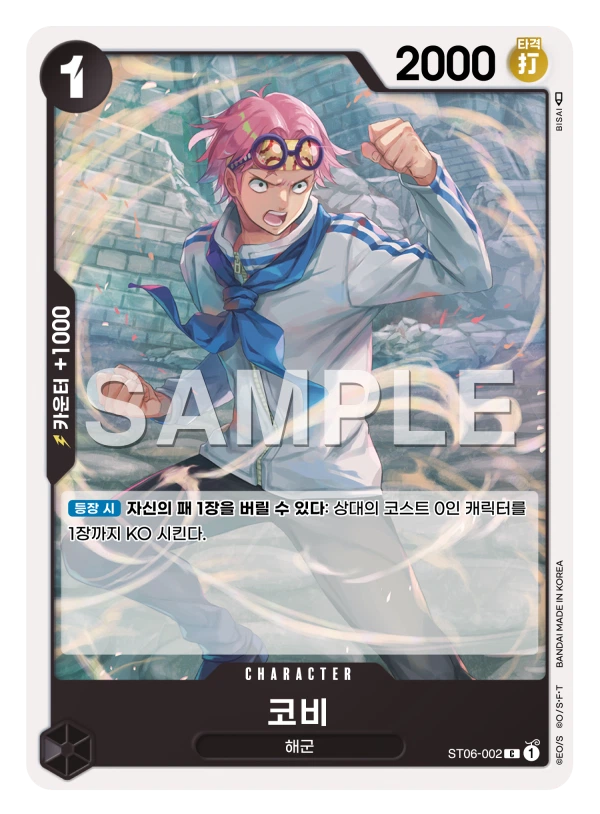 1
2000
타격
打
BISAI
카운터 +1000
SAMPLE
등장 시 자신의 패 1장을 버릴 수 있다: 상대의 코스트 0인 캐릭터를
1장까지 KO 시킨다.
CHARACTER
코비
해군
ST06-002 C 1
©EO/S ©O/S·F·T BANDAI MADE IN KOREA